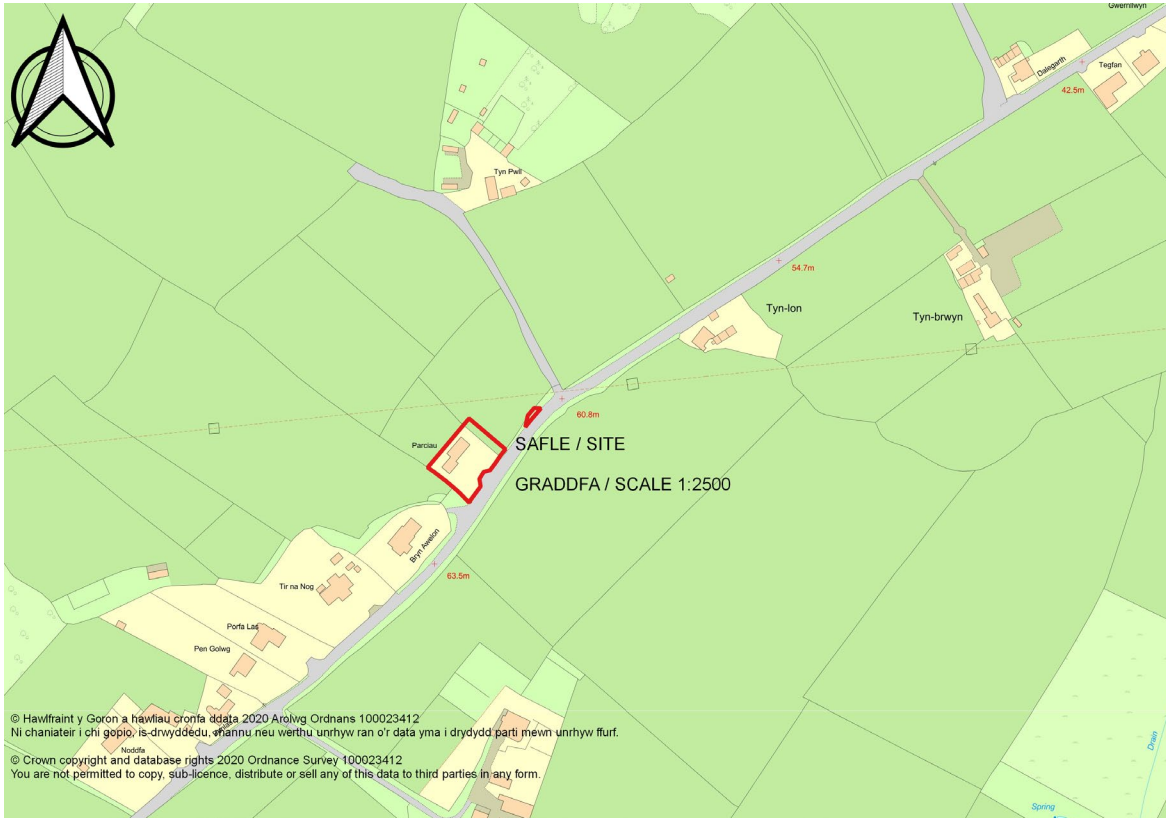 Gwernllwyn
Dalegarth
Tegfan
42.5m
Tyn Pwll
54.7m
Tyn-lon
Tyn-brwyn
60.8m
Parciau
SAFLE / SITE
GRADDFA / SCALE 1:2500
Bryn Awelon
63.5m
Tir na Nog
Porfa Las
Pen Golwg
Noddfa
© Hawlfraint y Goron a hawliau cronfa ddata 2020 Arolwg Ordnans 100023412
Ni chaniateir i chi gopio, is-drwyddedu, rhannu neu werthu unrhyw ran o'r data yma i drydydd parti mewn unrhyw ffurf.
© Crown copyright and database rights 2020 Ordnance Survey 100023412
You are not permitted to copy, sub-licence, distribute or sell any of this data to third parties in any form.
Drain
Spring